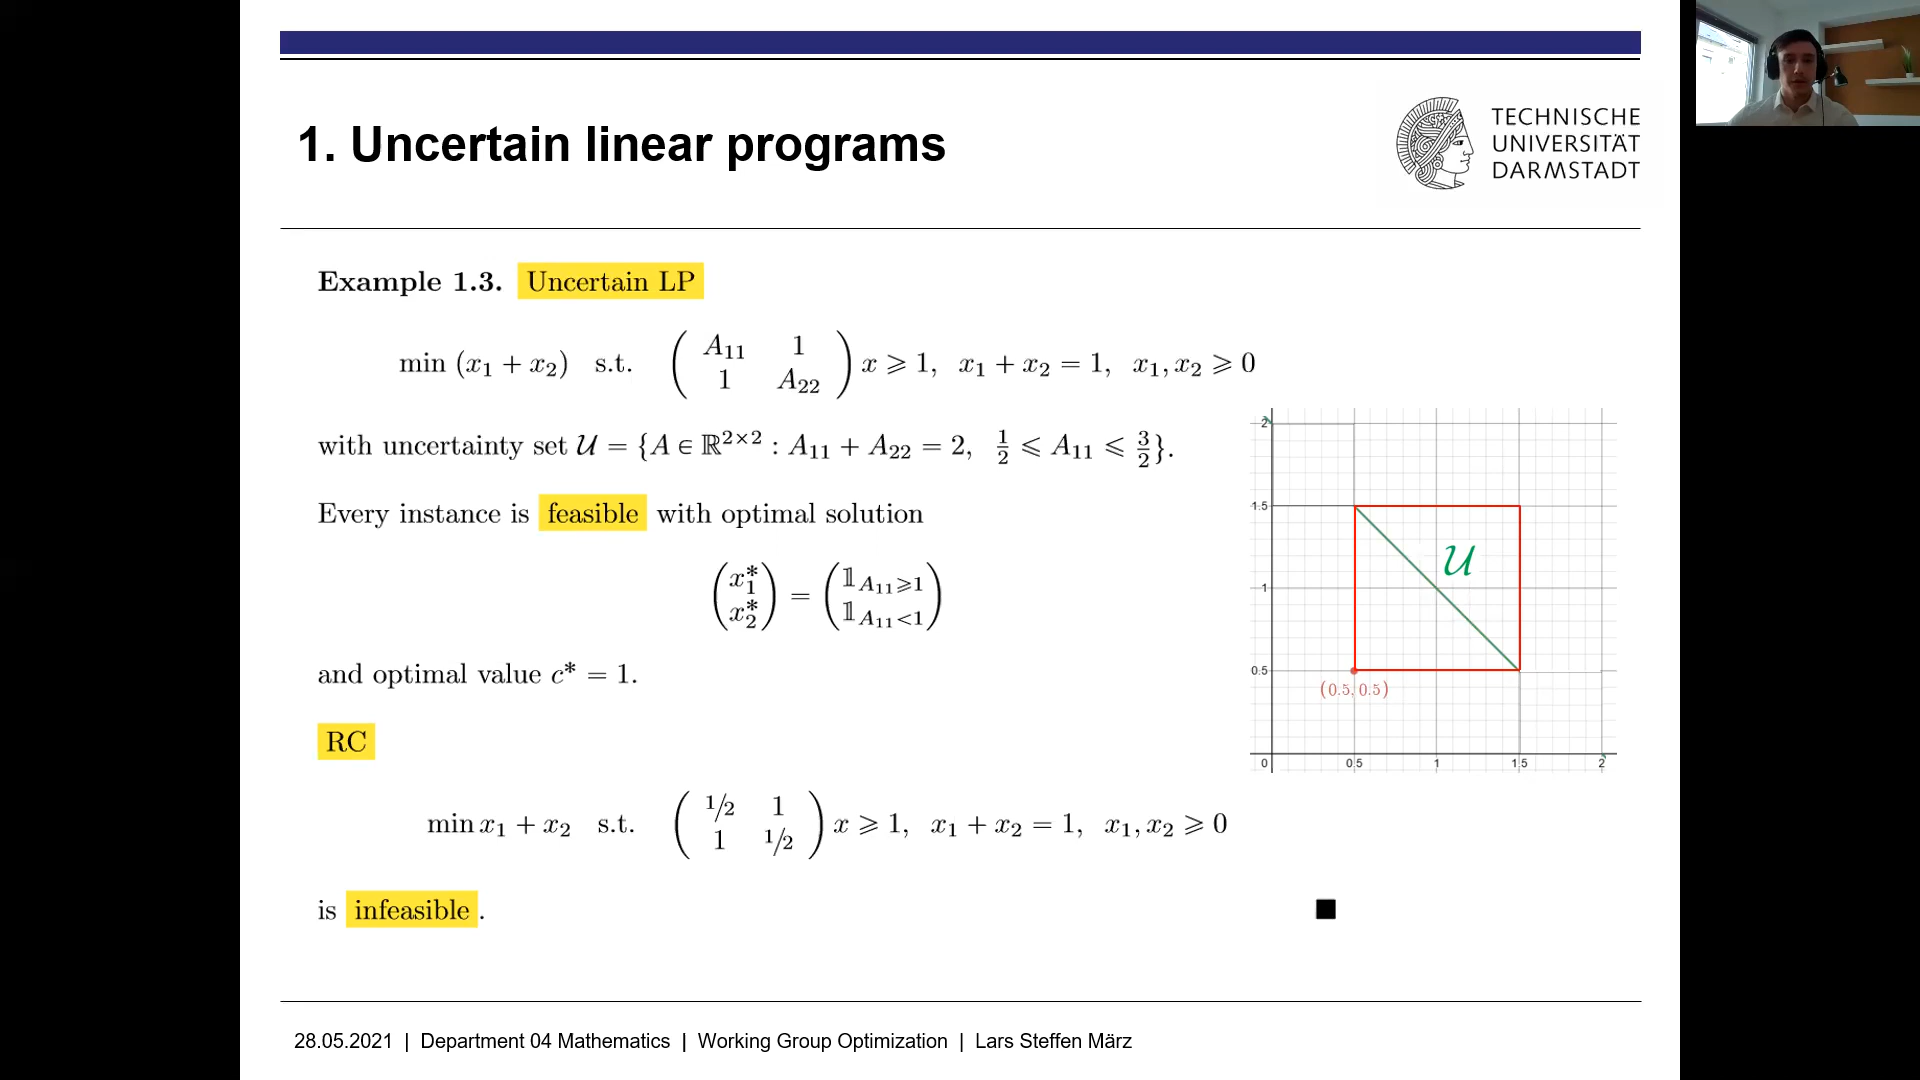 1. Uncertain linear programs
TECHNISCHE
UNIVERSITÄT
DARMSTADT
Example 1.3. Uncertain LP
min (x₁ + x₂) s.t. ( A₁₁ 1 ; 1 A₂₂ ) x ⩾ 1, x₁ + x₂ = 1, x₁, x₂ ⩾ 0
with uncertainty set 𝒰 = {A ∈ ℝ²ˣ² : A₁₁ + A₂₂ = 2, 1/2 ⩽ A₁₁ ⩽ 3/2}.
Every instance is feasible with optimal solution
( x₁* ; x₂* ) = ( 𝟙 A₁₁⩾1 ; 𝟙 A₁₁<1 )
and optimal value c* = 1.
RC
min x₁ + x₂ s.t. ( 1/2 1 ; 1 1/2 ) x ⩾ 1, x₁ + x₂ = 1, x₁, x₂ ⩾ 0
is infeasible.
2
1.5
𝒰
1
0.5
(0.5, 0.5)
0 0.5 1 1.5 2
28.05.2021 | Department 04 Mathematics | Working Group Optimization | Lars Steffen März